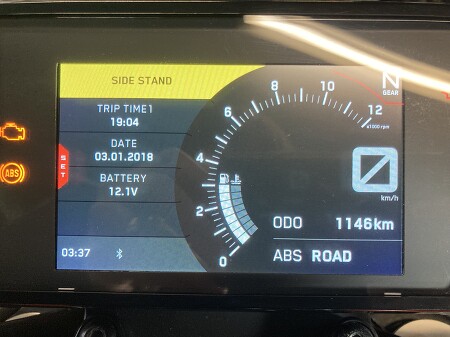 SIDE STAND
N
GEAR
TRIP TIME1
19:04
DATE
03.01.2018
BATTERY
12.1V
SET
ABS
0
2
4
6
8
10
12
x1000 rpm
km/h
ODO 1146km
ABS ROAD
03:37